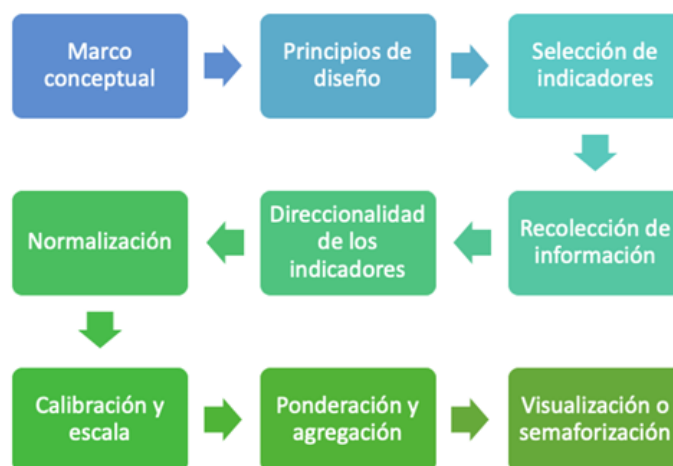 Marco
conceptual
Principios de
diseño
Selección de
indicadores
Recolección de
información
Direccionalidad
de los
indicadores
Normalización
Calibración y
escala
Ponderación y
agregación
Visualización o
semaforización